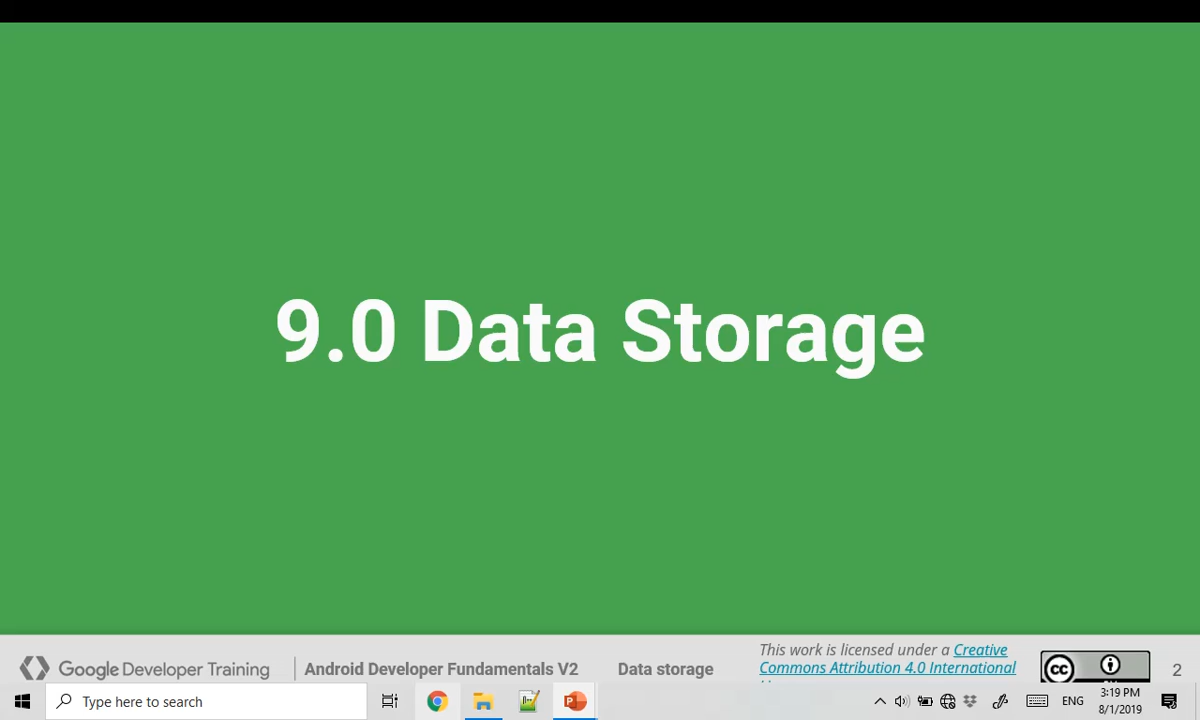 9.0 Data Storage
Google Developer Training
Android Developer Fundamentals V2
Data storage
This work is licensed under a Creative
Commons Attribution 4.0 International
cc
2
Type here to search
ENG
3:19 PM
8/1/2019